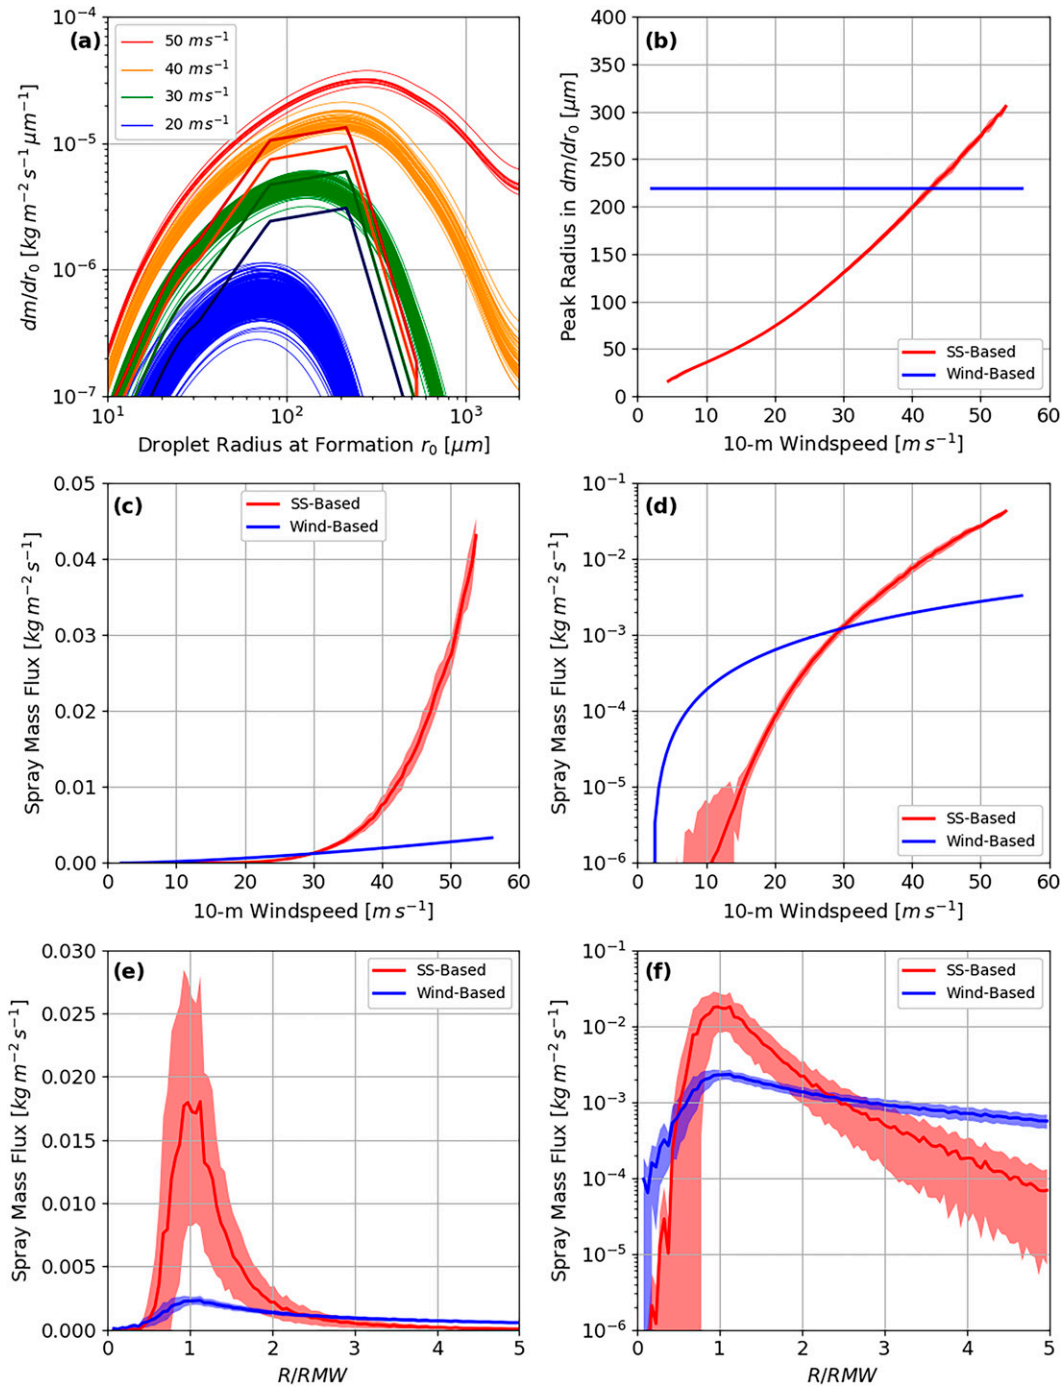 (a)
50 m s⁻¹
40 m s⁻¹
30 m s⁻¹
20 m s⁻¹
10⁻⁴
10⁻⁵
10⁻⁶
10⁻⁷
dm/dr₀ [kg m⁻² s⁻¹ μm⁻¹]
10¹ 10² 10³
Droplet Radius at Formation r₀ [μm]
(b)
400
350
300
250
200
150
100
50
0
Peak Radius in dm/dr₀ [μm]
SS-Based
Wind-Based
0 10 20 30 40 50 60
10-m Windspeed [m s⁻¹]
(c)
SS-Based
Wind-Based
0.05
0.04
0.03
0.02
0.01
0.00
Spray Mass Flux [kg m⁻² s⁻¹]
0 10 20 30 40 50 60
10-m Windspeed [m s⁻¹]
(d)
10⁻¹
10⁻²
10⁻³
10⁻⁴
10⁻⁵
10⁻⁶
Spray Mass Flux [kg m⁻² s⁻¹]
SS-Based
Wind-Based
0 10 20 30 40 50 60
10-m Windspeed [m s⁻¹]
(e)
SS-Based
Wind-Based
0.030
0.025
0.020
0.015
0.010
0.005
0.000
Spray Mass Flux [kg m⁻² s⁻¹]
0 1 2 3 4 5
R/RMW
(f)
SS-Based
Wind-Based
10⁻¹
10⁻²
10⁻³
10⁻⁴
10⁻⁵
10⁻⁶
Spray Mass Flux [kg m⁻² s⁻¹]
0 1 2 3 4 5
R/RMW